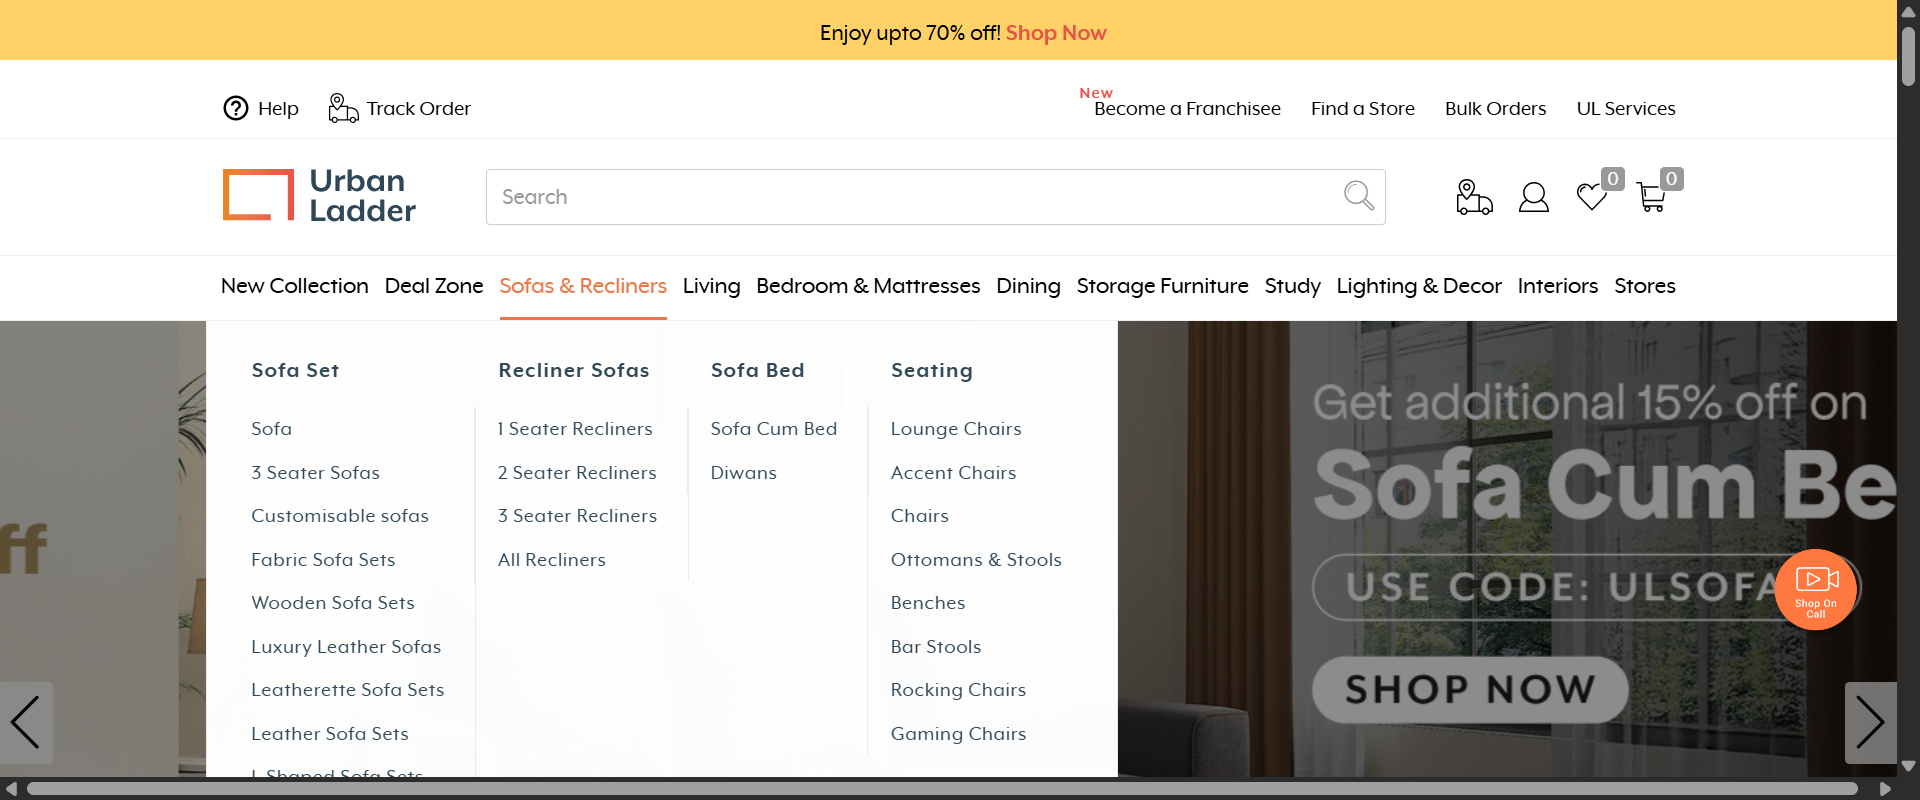 Enjoy upto 70% off! Shop Now
Help
Track Order
New
Become a Franchisee
Find a Store
Bulk Orders
UL Services
Urban
Ladder
Search
0
0
New Collection
Deal Zone
Sofas & Recliners
Living
Bedroom & Mattresses
Dining
Storage Furniture
Study
Lighting & Decor
Interiors
Stores
Sofa Set
Sofa
3 Seater Sofas
Customisable sofas
Fabric Sofa Sets
Wooden Sofa Sets
Luxury Leather Sofas
Leatherette Sofa Sets
Leather Sofa Sets
L Shaped Sofa Sets
Recliner Sofas
1 Seater Recliners
2 Seater Recliners
3 Seater Recliners
All Recliners
Sofa Bed
Sofa Cum Bed
Diwans
Seating
Lounge Chairs
Accent Chairs
Chairs
Ottomans & Stools
Benches
Bar Stools
Rocking Chairs
Gaming Chairs
ff
Get additional 15% off on
Sofa Cum Be
USE CODE: ULSOFA
SHOP NOW
Shop On
Call